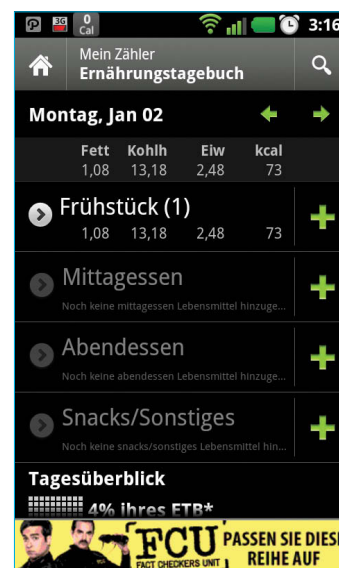 3G
0
Cal
3:16
Mein Zähler
Ernährungstagebuch
Montag, Jan 02
Fett Kohlh Eiw kcal
1,08 13,18 2,48 73
Frühstück (1)
1,08 13,18 2,48 73
Mittagessen
Noch keine mittagessen Lebensmittel hinzuge...
Abendessen
Noch keine abendessen Lebensmittel hinzuge...
Snacks/Sonstiges
Noch keine snacks/sonstiges Lebensmittel hin...
Tagesüberblick
4% ihres ETB*
FCU
FACT CHECKERS UNIT
PASSEN SIE DIESE
REIHE AUF